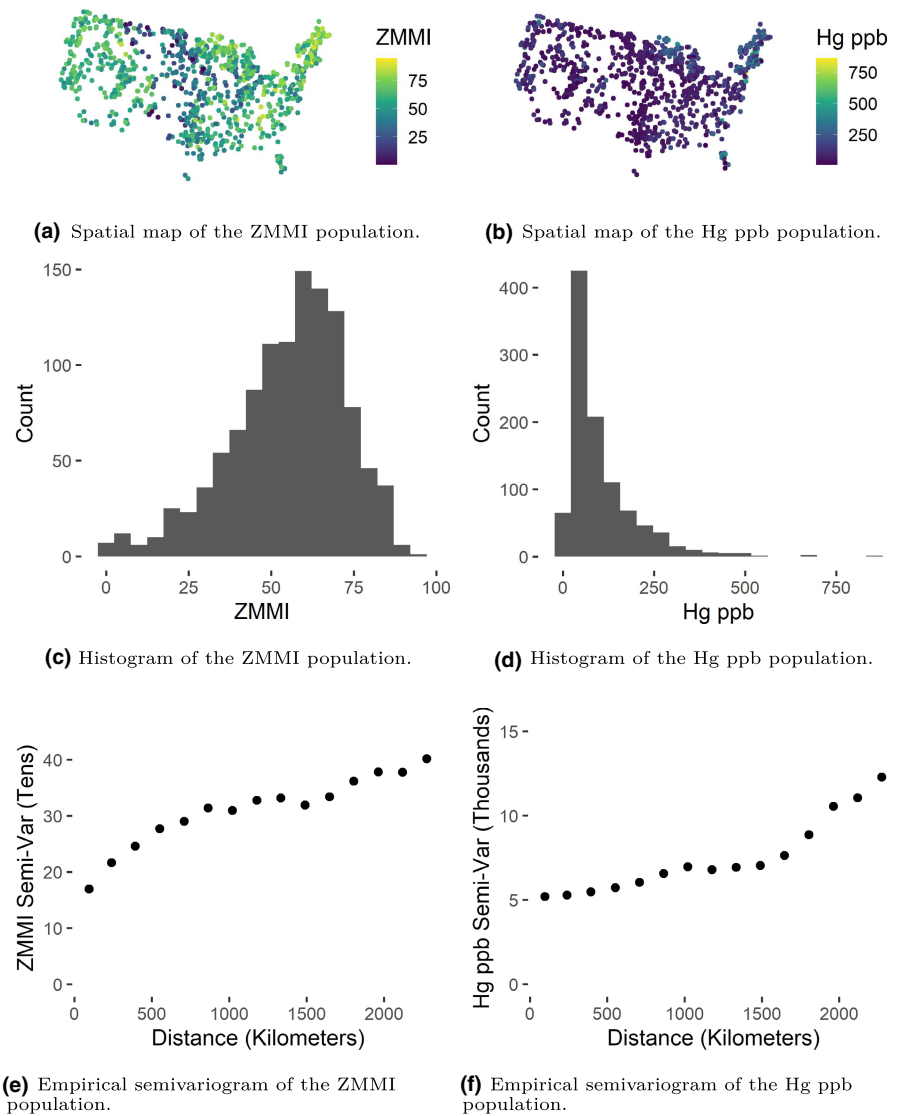 ZMMI
75
50
25
Hg ppb
750
500
250
(a) Spatial map of the ZMMI population.
(b) Spatial map of the Hg ppb population.
150
100
50
0
Count
0 25 50 75 100
ZMMI
400
300
200
100
0
Count
0 250 500 750
Hg ppb
(c) Histogram of the ZMMI population.
(d) Histogram of the Hg ppb population.
40
30
20
10
0
ZMMI Semi-Var (Tens)
0 500 1000 1500 2000
Distance (Kilometers)
15
10
5
0
Hg ppb Semi-Var (Thousands)
0 500 1000 1500 2000
Distance (Kilometers)
(e) Empirical semivariogram of the ZMMI
population.
(f) Empirical semivariogram of the Hg ppb
population.